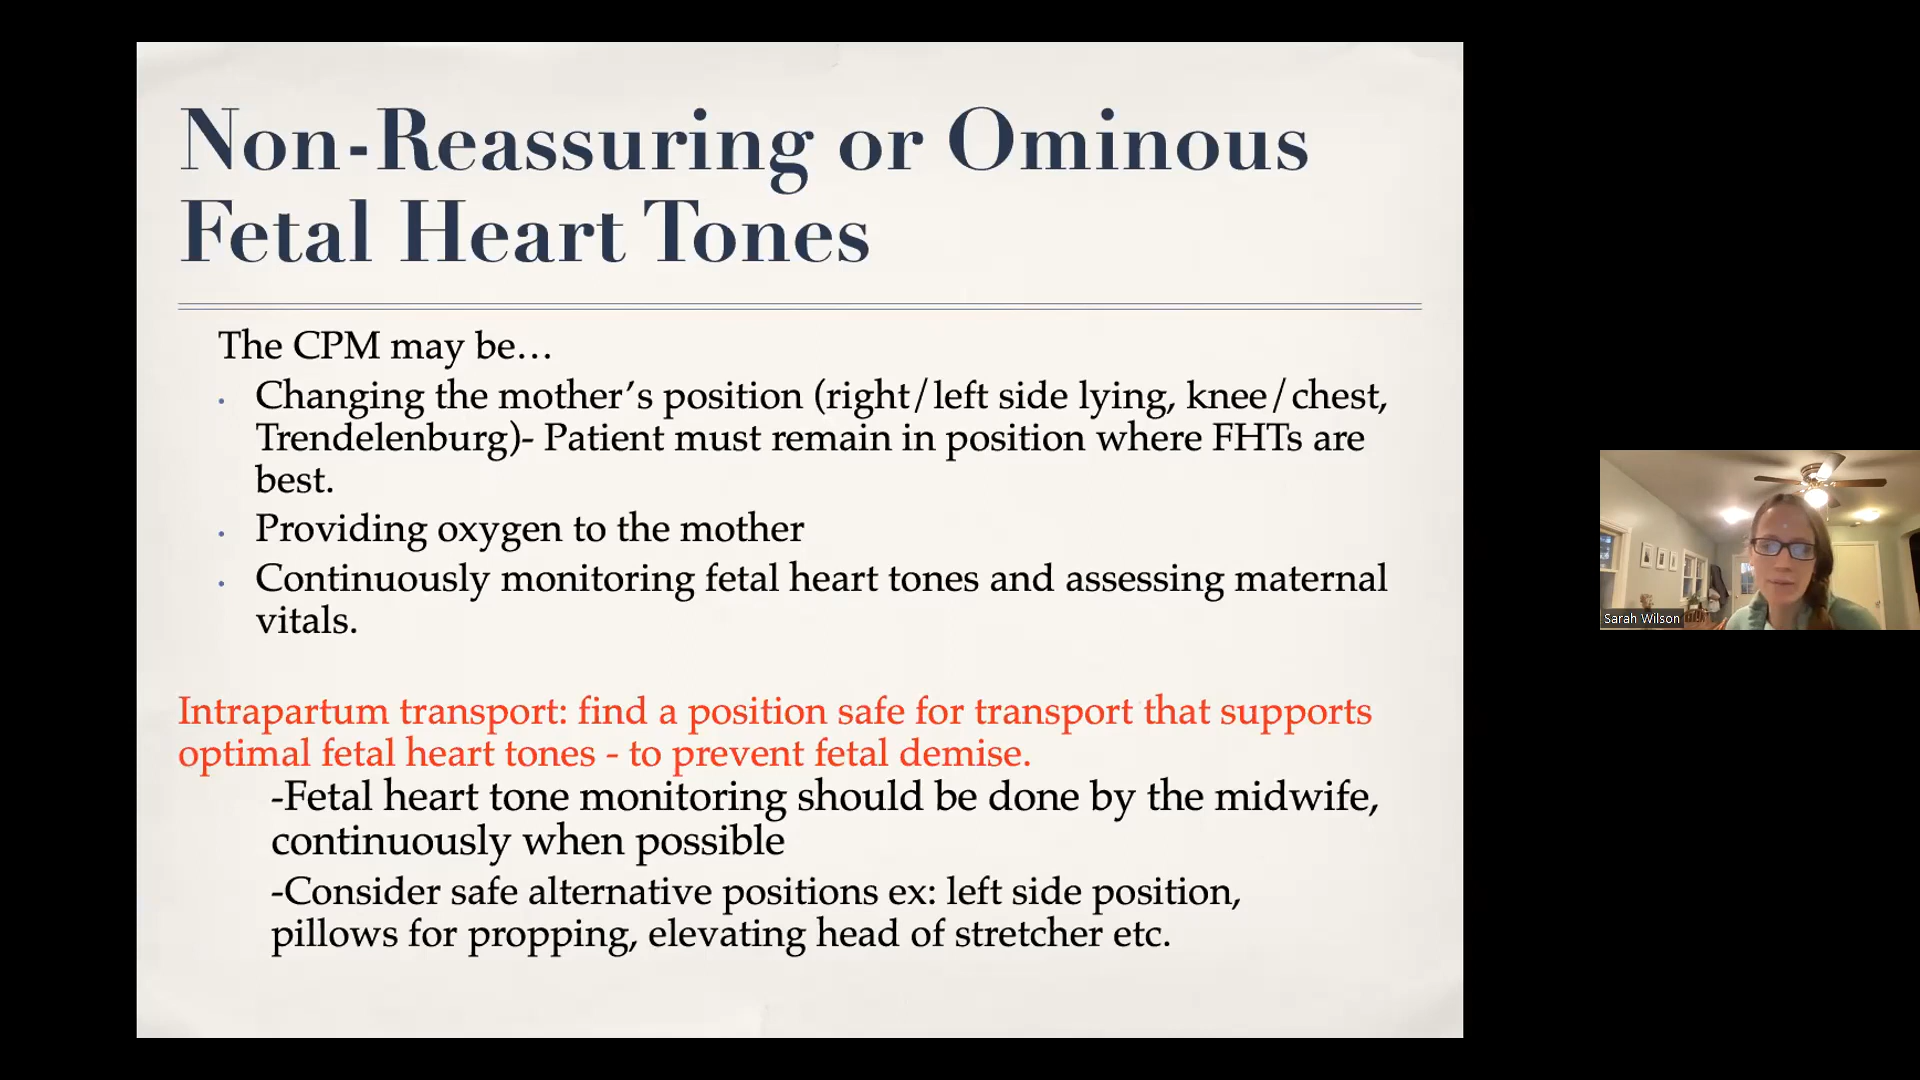 Non-Reassuring or Ominous
Fetal Heart Tones
The CPM may be…
• Changing the mother’s position (right/left side lying, knee/chest,
Trendelenburg)- Patient must remain in position where FHTs are
best.
• Providing oxygen to the mother
• Continuously monitoring fetal heart tones and assessing maternal
vitals.
Intrapartum transport: find a position safe for transport that supports
optimal fetal heart tones - to prevent fetal demise.
-Fetal heart tone monitoring should be done by the midwife,
continuously when possible
-Consider safe alternative positions ex: left side position,
pillows for propping, elevating head of stretcher etc.
Sarah Wilson